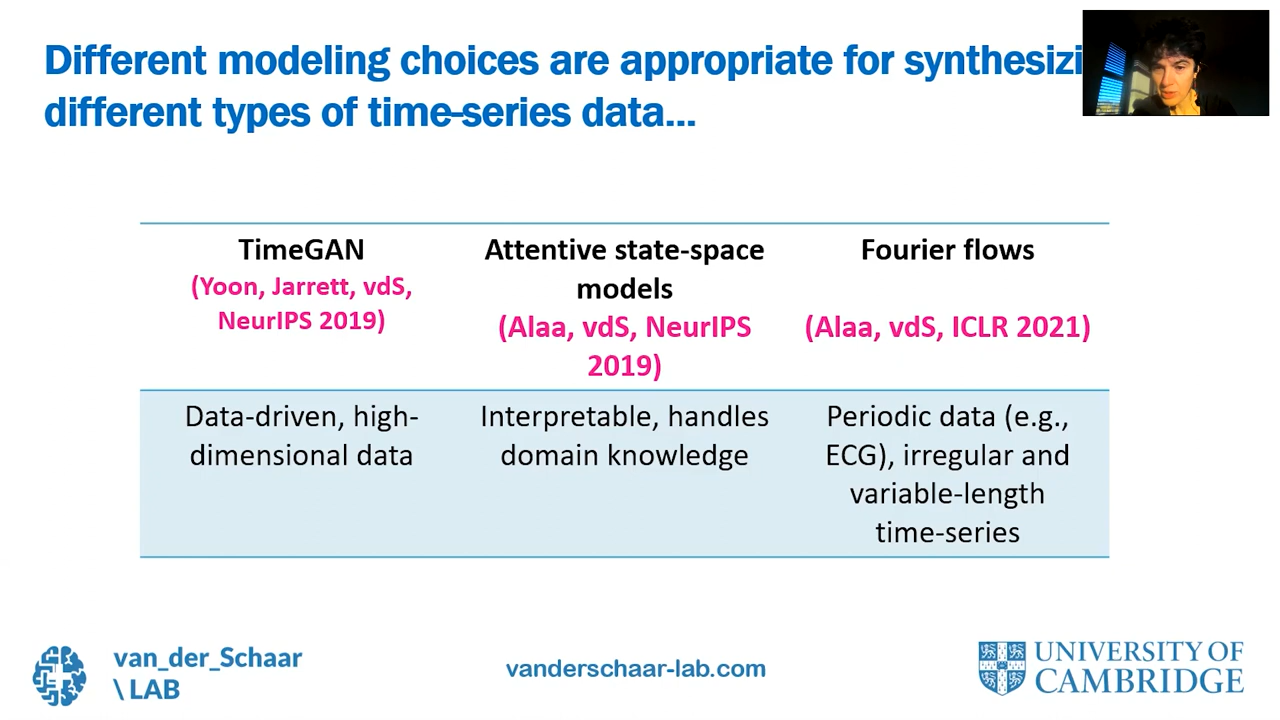 Different modeling choices are appropriate for synthesizi
different types of time-series data...
TimeGAN
(Yoon, Jarrett, vdS,
NeurIPS 2019)
Attentive state-space
models
(Alaa, vdS, NeurIPS
2019)
Fourier flows
(Alaa, vdS, ICLR 2021)
Data-driven, high-
dimensional data
Interpretable, handles
domain knowledge
Periodic data (e.g.,
ECG), irregular and
variable-length
time-series
van_der_Schaar
\ LAB
vanderschaar-lab.com
UNIVERSITY OF
CAMBRIDGE